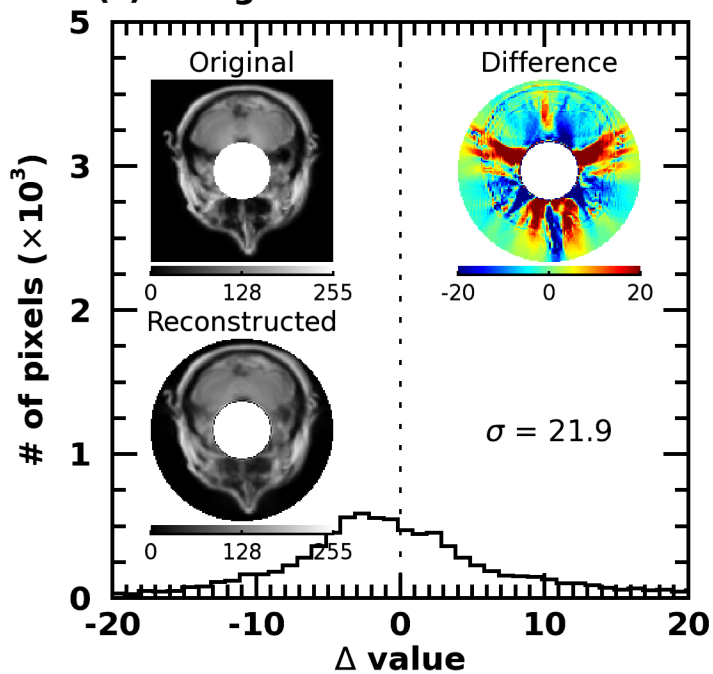 5
Original
Difference
3
0 128 255
-20 0 20
2
Reconstructed
# of pixels (×10³)
σ = 21.9
1
0 128 255
0
-20 -10 0 10 20
Δ value